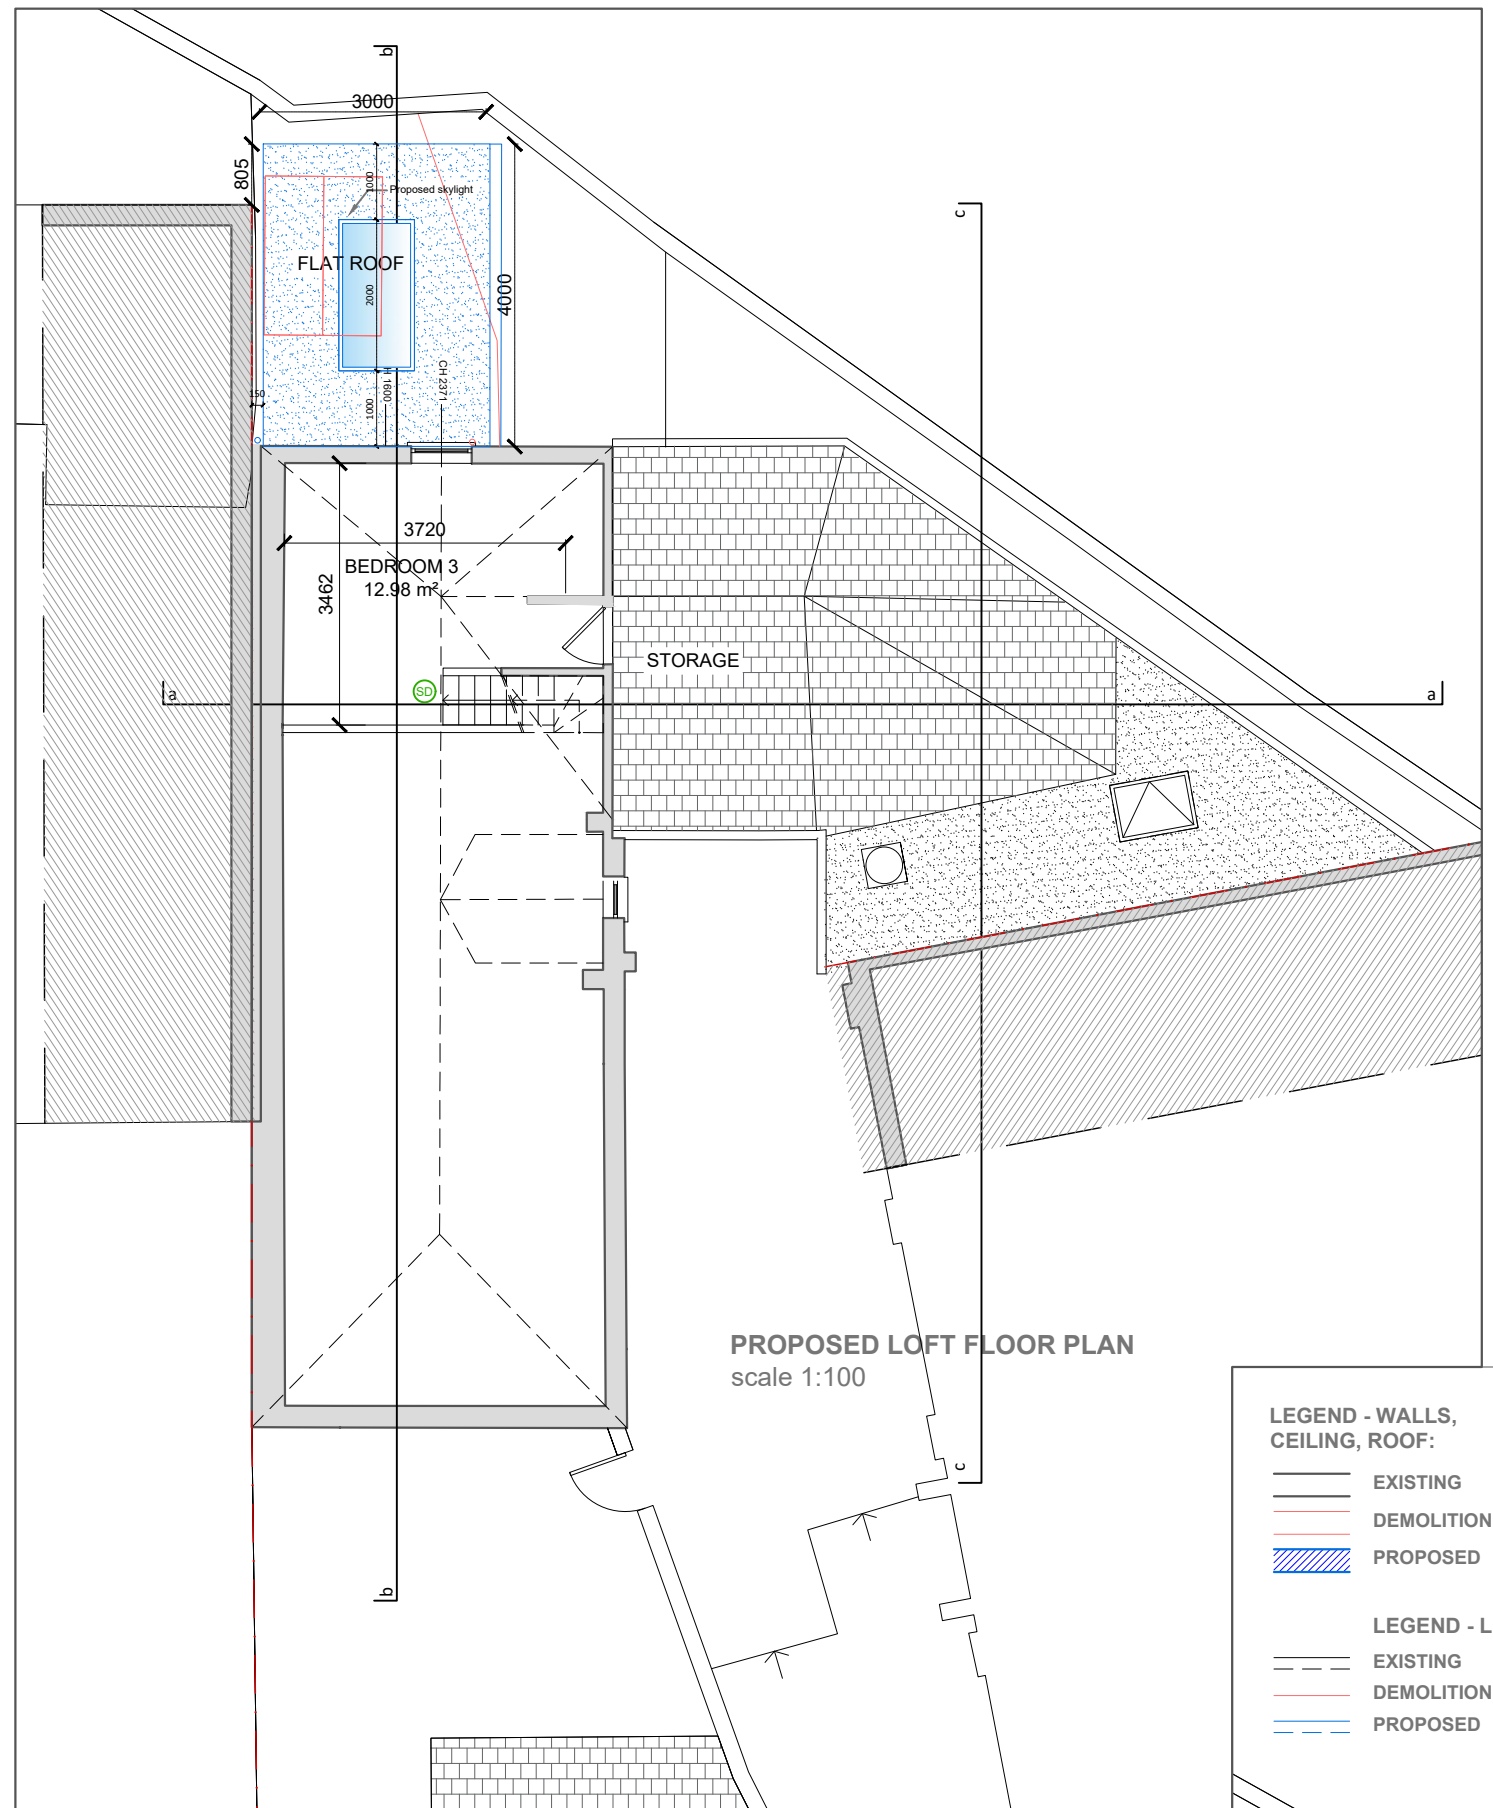 b
3000
805
1000
Proposed skylight
c
FLAT ROOF
2000
4000
CH 2371
H 1600
150
1000
3720
BEDROOM 3
12.98 m²
3462
STORAGE
SD
a
a
PROPOSED LOFT FLOOR PLAN
scale 1:100
c
b
LEGEND - WALLS,
CEILING, ROOF:
EXISTING
DEMOLITION
PROPOSED
LEGEND - L
EXISTING
DEMOLITION
PROPOSED